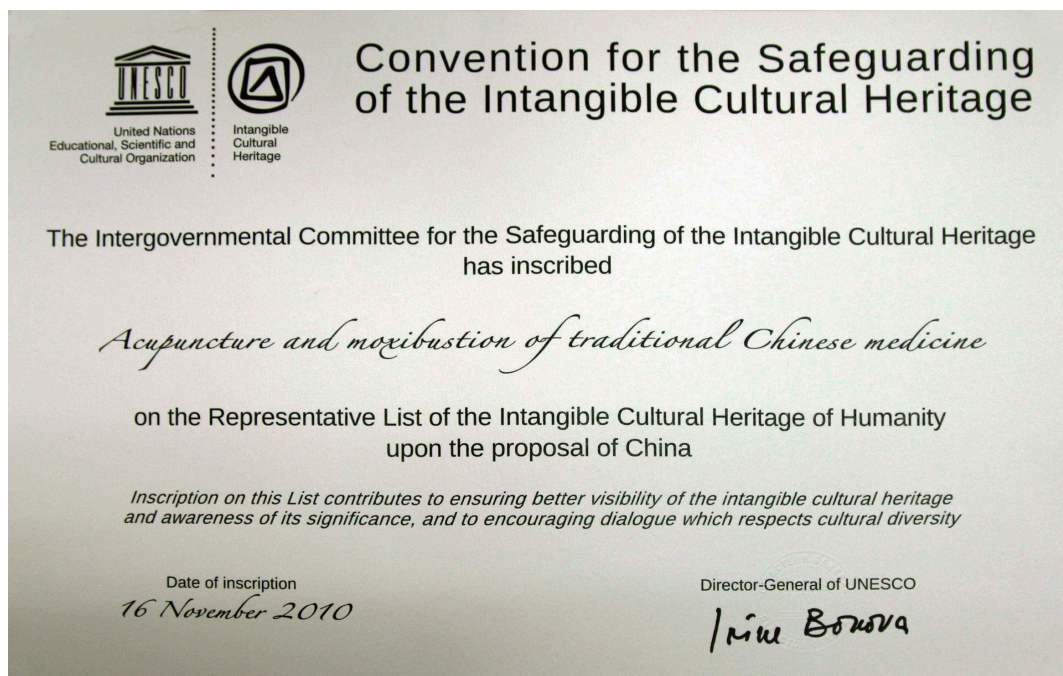 UNESCO
United Nations
Educational, Scientific and
Cultural Organization
Intangible
Cultural
Heritage
Convention for the Safeguarding
of the Intangible Cultural Heritage
The Intergovernmental Committee for the Safeguarding of the Intangible Cultural Heritage
has inscribed
Acupuncture and moxibustion of traditional Chinese medicine
on the Representative List of the Intangible Cultural Heritage of Humanity
upon the proposal of China
Inscription on this List contributes to ensuring better visibility of the intangible cultural heritage
and awareness of its significance, and to encouraging dialogue which respects cultural diversity
Date of inscription
16 November 2010
Director-General of UNESCO
Irina Bokova